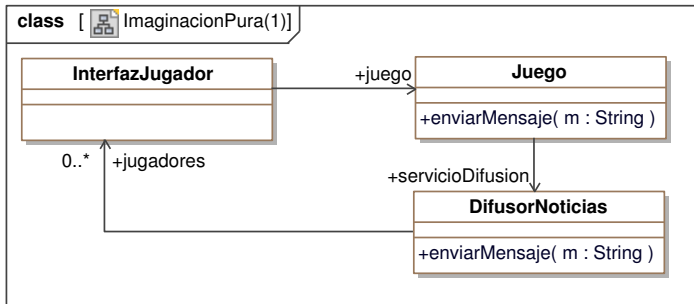 class [ ImaginacionPura(1)]
InterfazJugador
+juego
Juego
+enviarMensaje( m : String )
0..* +jugadores
+servicioDifusion
DifusorNoticias
+enviarMensaje( m : String )